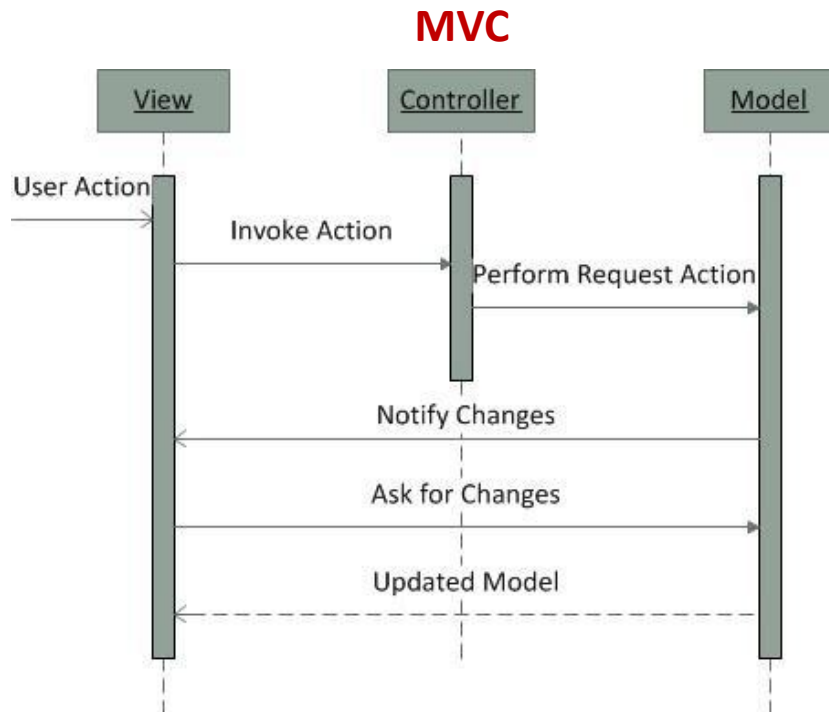 MVC
View
Controller
Model
User Action
Invoke Action
Perform Request Action
Notify Changes
Ask for Changes
Updated Model